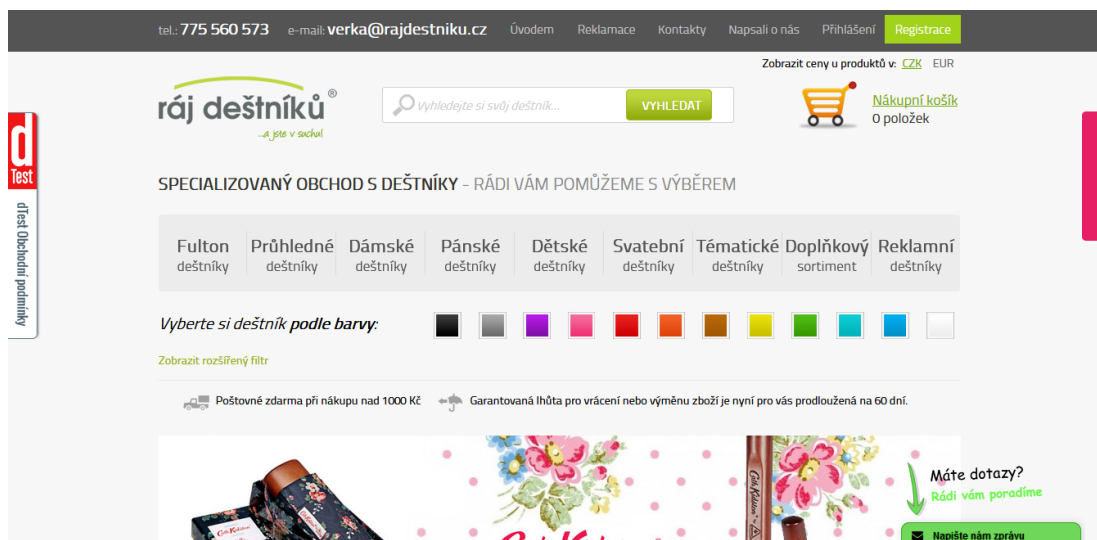 tel.: 775 560 573 e-mail: verka@rajdestniku.cz Úvodem Reklamace Kontakty Napsali o nás Přihlášení Registrace
Zobrazit ceny u produktů v: CZK EUR
ráj deštníků®
...a jste v suchu!
Vyhledejte si svůj deštník...
VYHLEDAT
Nákupní košík
0 položek
d
Test
dTest Obchodní podmínky
SPECIALIZOVANÝ OBCHOD S DEŠTNÍKY - RÁDI VÁM POMŮŽEME S VÝBĚREM
Fulton Průhledné Dámské Pánské Dětské Svatební Tématické Doplňkový Reklamní
deštníky deštníky deštníky deštníky deštníky deštníky deštníky sortiment deštníky
Vyberte si deštník podle barvy:
Zobrazit rozšířený filtr
Poštovné zdarma při nákupu nad 1000 Kč Garantovaná lhůta pro vrácení nebo výměnu zboží je nyní pro vás prodloužená na 60 dní.
Cath Kidston
Cath Kidston
Máte dotazy?
Rádi vám poradíme
Napište nám zprávu